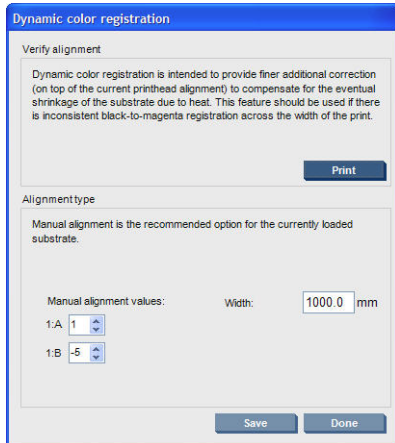 Dynamic color registration
Verify alignment
Dynamic color registration is intended to provide finer additional correction
(on top of the current printhead alignment) to compensate for the eventual
shrinkage of the substrate due to heat. This feature should be used if there
is inconsistent black-to-magenta registration across the width of the print.
Print
Alignment type
Manual alignment is the recommended option for the currently loaded
substrate.
Manual alignment values: Width: 1000.0 mm
1:A 1
1:B -5
Save Done